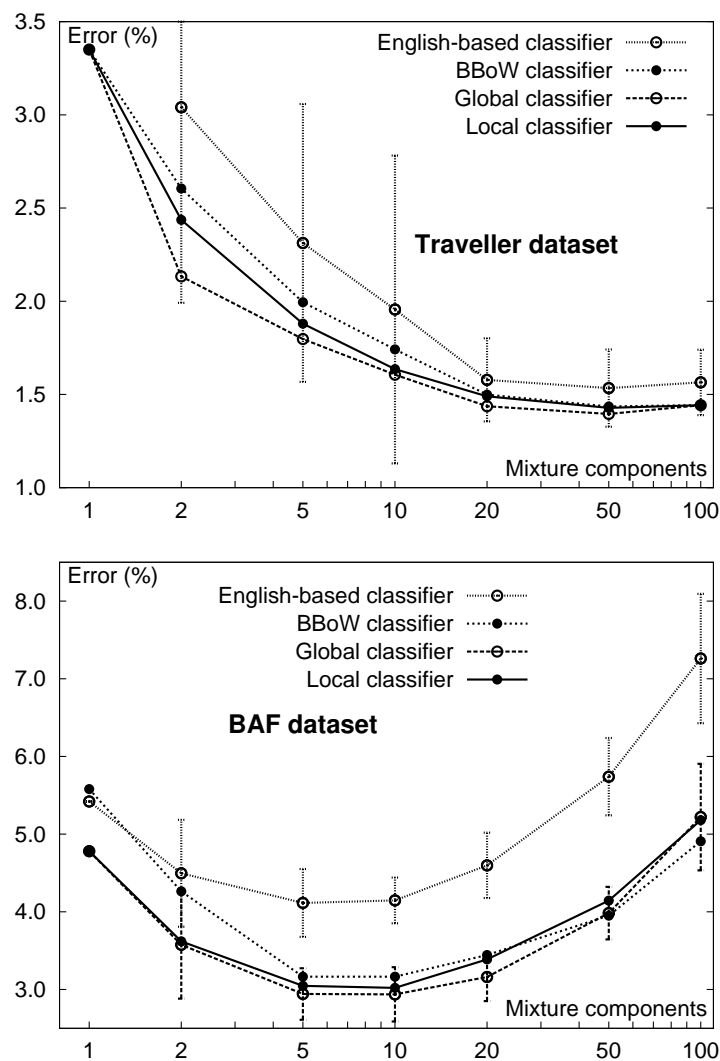 Error (%)
3.5
3.0
2.5
2.0
1.5
1.0
English-based classifier
BBoW classifier
Global classifier
Local classifier
Traveller dataset
Mixture components
1 2 5 10 20 50 100
Error (%)
8.0
7.0
6.0
5.0
4.0
3.0
English-based classifier
BBoW classifier
Global classifier
Local classifier
BAF dataset
Mixture components
1 2 5 10 20 50 100